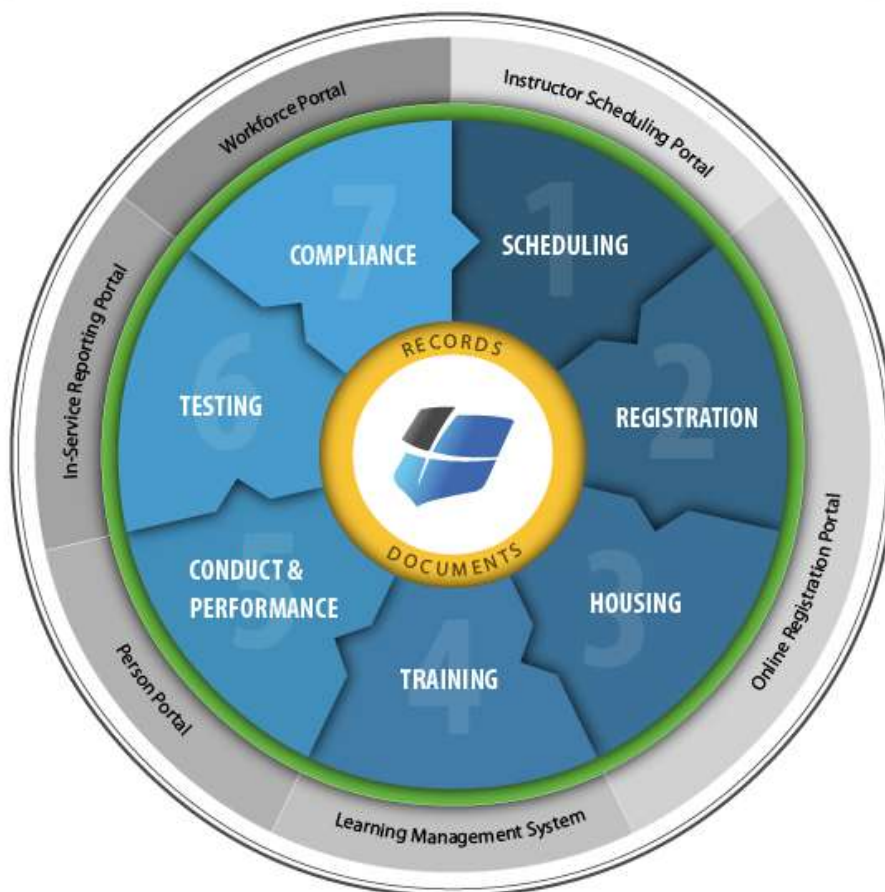 Workforce Portal
Instructor Scheduling Portal
In-Service Reporting Portal
Online Registration Portal
Person Portal
Learning Management System
1
SCHEDULING
2
REGISTRATION
3
HOUSING
4
TRAINING
5
CONDUCT &
PERFORMANCE
6
TESTING
7
COMPLIANCE
RECORDS
DOCUMENTS